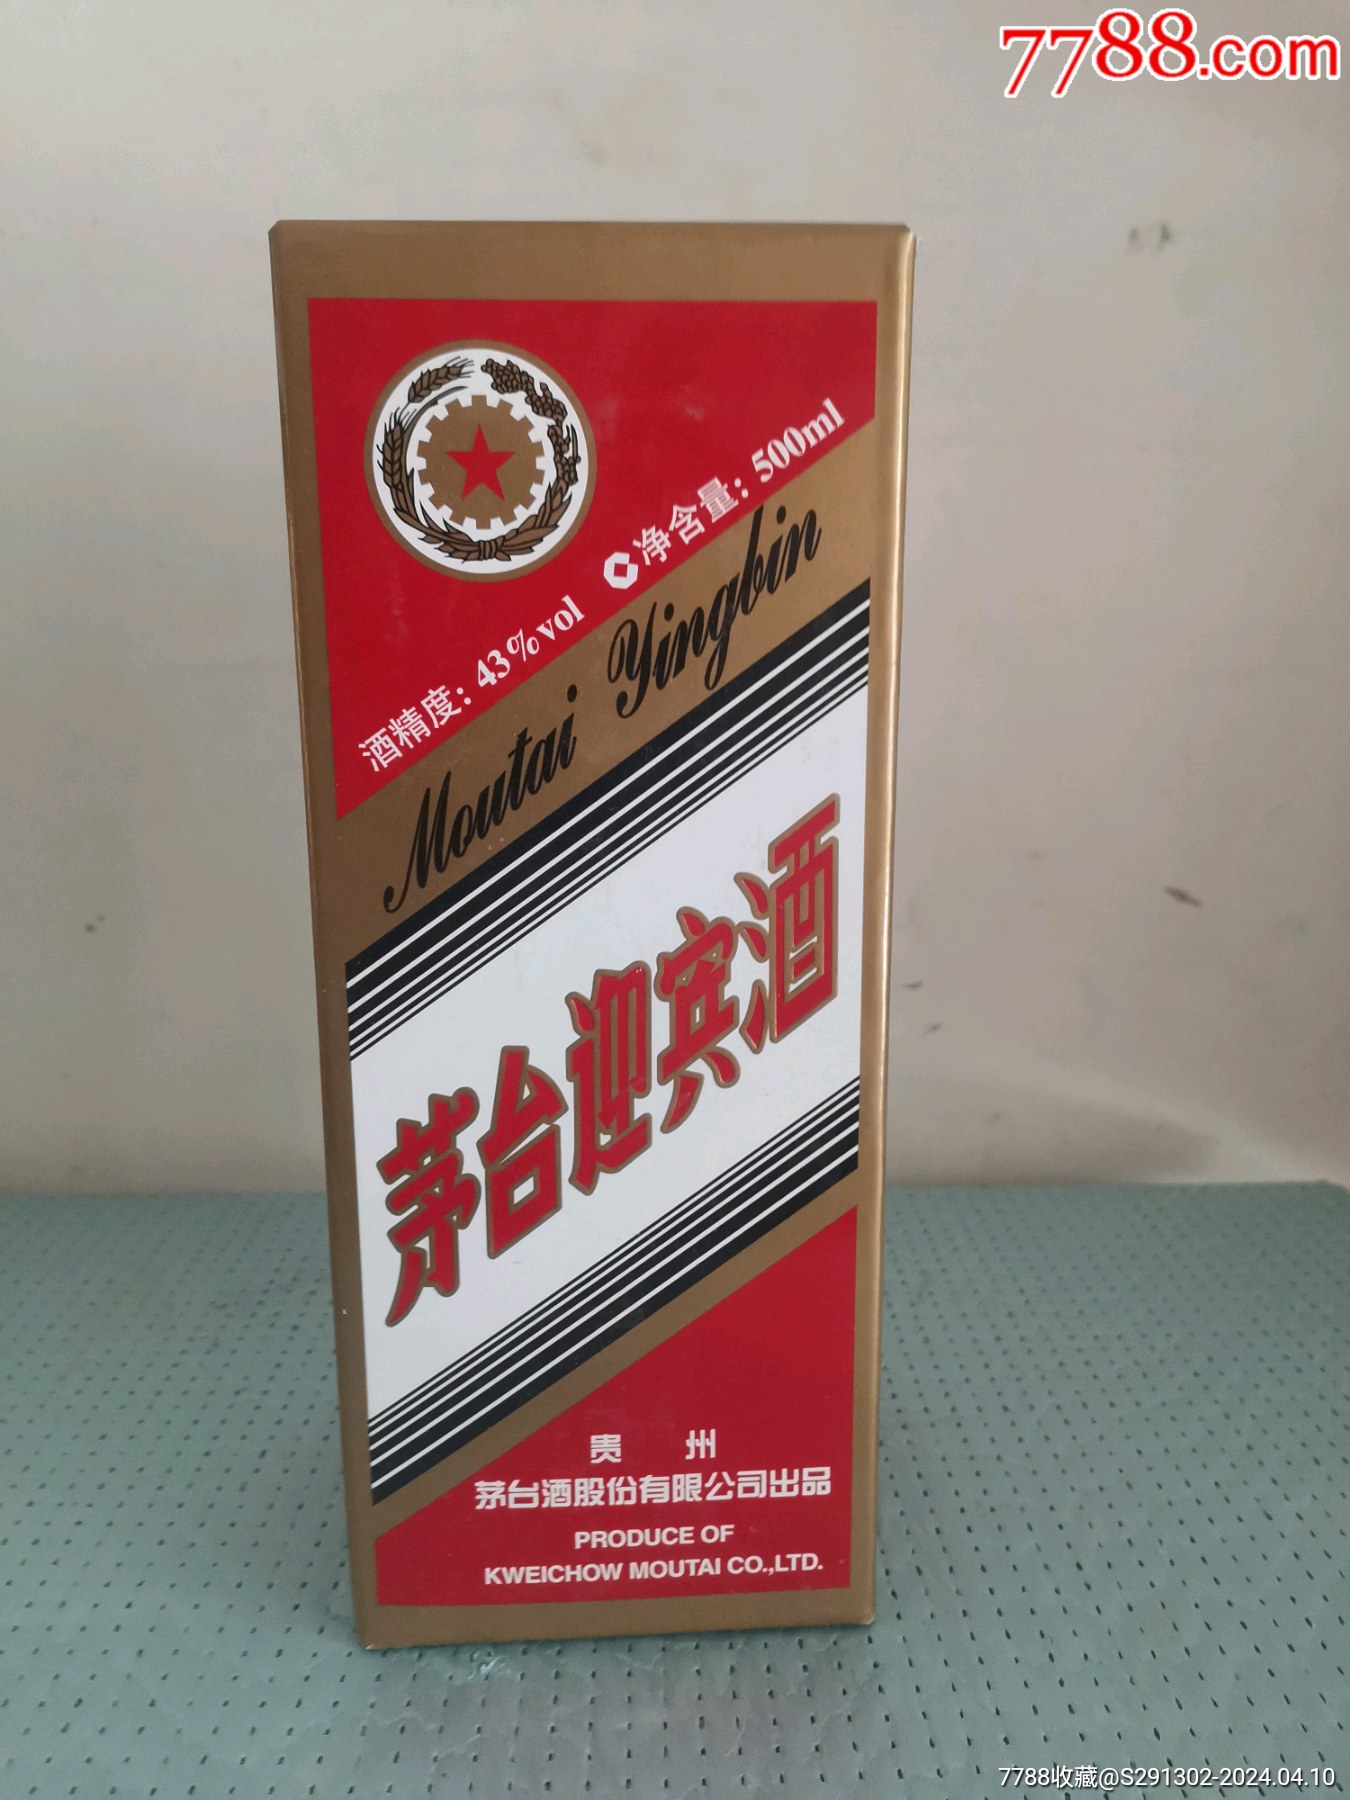 7788.com
酒精度：43%vol 净含量：500ml
Moutai Yingbin
茅台迎宾酒
贵 州
茅台酒股份有限公司出品
PRODUCE OF
KWEICHOW MOUTAI CO.,LTD.
7788收藏@S291302-2024.04.10